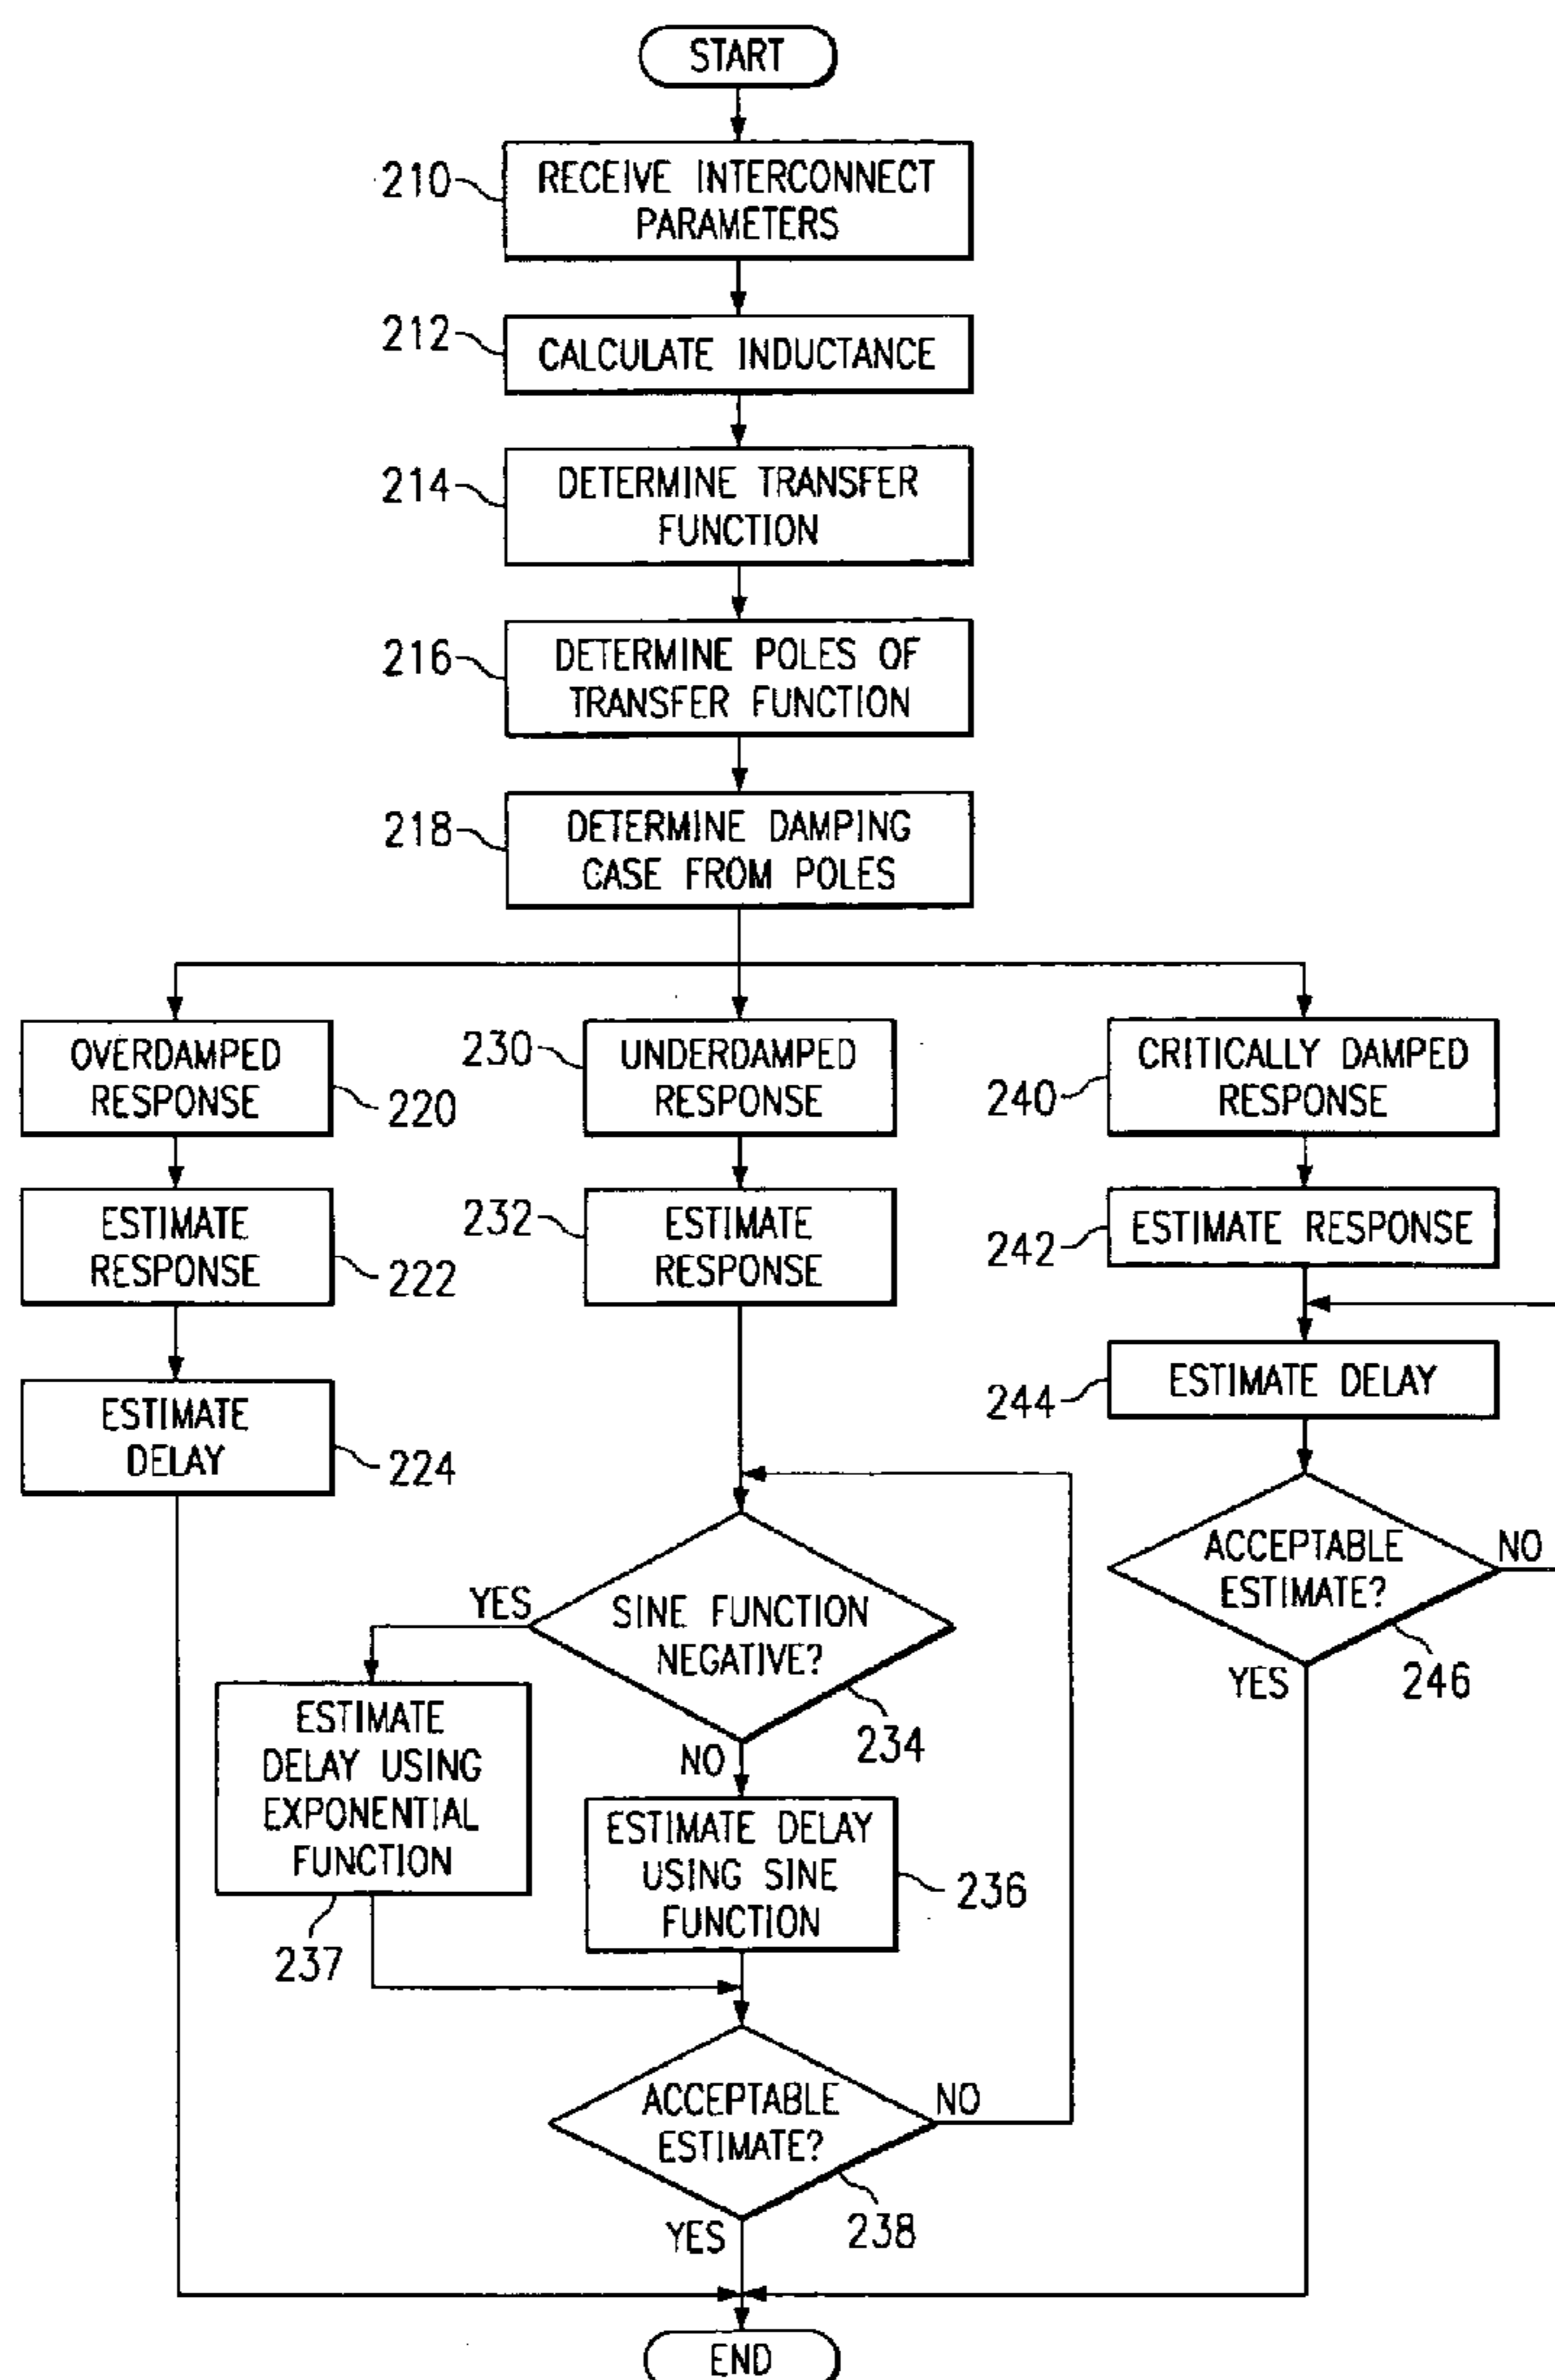 START
210
RECEIVE INTERCONNECT
PARAMETERS
212
CALCULATE INDUCTANCE
214
DETERMINE TRANSFER
FUNCTION
216
DETERMINE POLES OF
TRANSFER FUNCTION
218
DETERMINE DAMPING
CASE FROM POLES
OVERDAMPED
RESPONSE
220
ESTIMATE
RESPONSE
222
ESTIMATE
DELAY
224
230
UNDERDAMPED
RESPONSE
232
ESTIMATE
RESPONSE
YES
SINE FUNCTION
NEGATIVE?
234
NO
ESTIMATE
DELAY USING
EXPONENTIAL
FUNCTION
237
ESTIMATE DELAY
USING SINE
FUNCTION
236
ACCEPTABLE
ESTIMATE?
NO
238
YES
240
CRITICALLY DAMPED
RESPONSE
242
ESTIMATE RESPONSE
244
ESTIMATE DELAY
ACCEPTABLE
ESTIMATE?
NO
246
YES
END